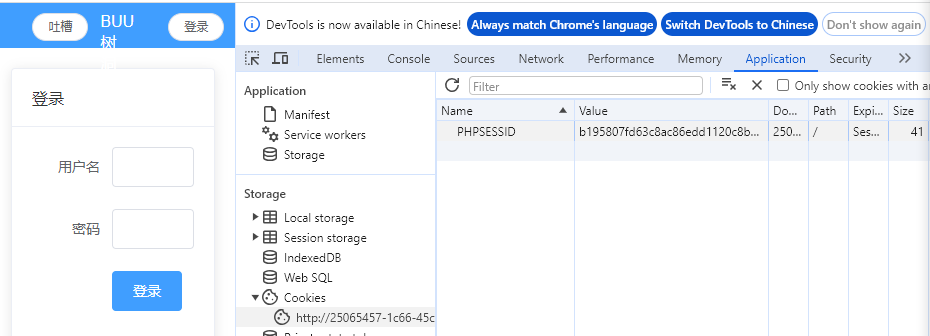 吐槽
BUU
树
登录
登录
用户名
密码
登录
DevTools is now available in Chinese!
Always match Chrome's language
Switch DevTools to Chinese
Don't show again
Elements
Console
Sources
Network
Performance
Memory
Application
Security
Application
Manifest
Service workers
Storage
Storage
Local storage
Session storage
IndexedDB
Web SQL
Cookies
http://25065457-1c66-45c
Filter
Only show cookies with
Name
Value
Do...
Path
Expi...
Size
PHPSESSID
b195807fd63c8ac86edd1120c8b...
250...
/
Ses...
41